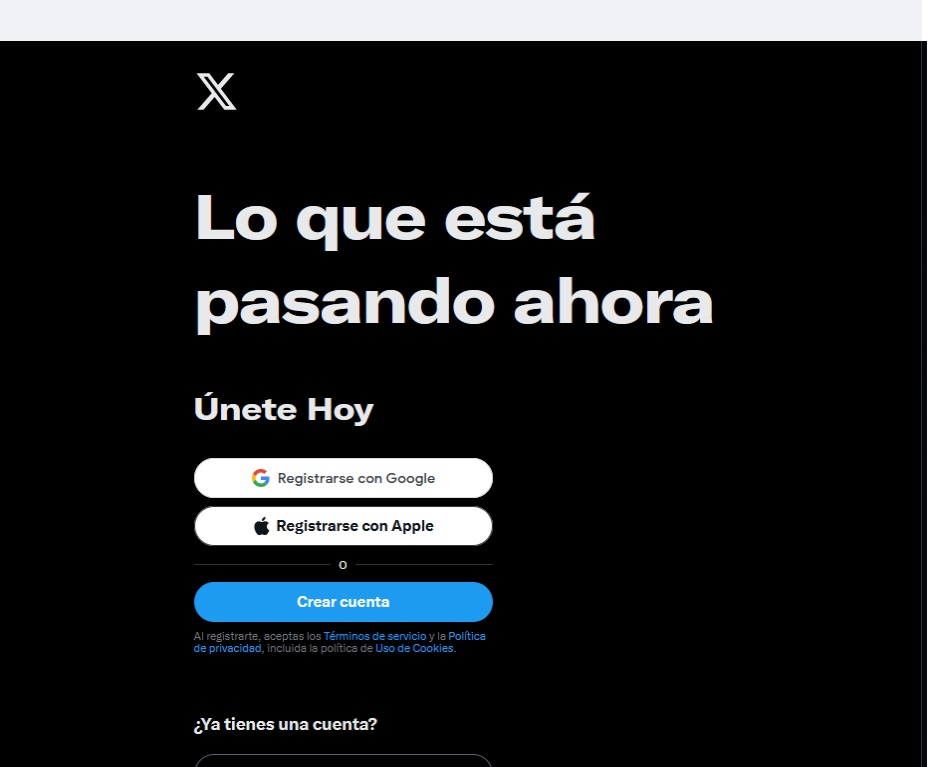 Lo que está
pasando ahora
Únete Hoy
Registrarse con Google
Registrarse con Apple
o
Crear cuenta
Al registrarte, aceptas los Términos de servicio y la Política
de privacidad, incluida la política de Uso de Cookies.
¿Ya tienes una cuenta?